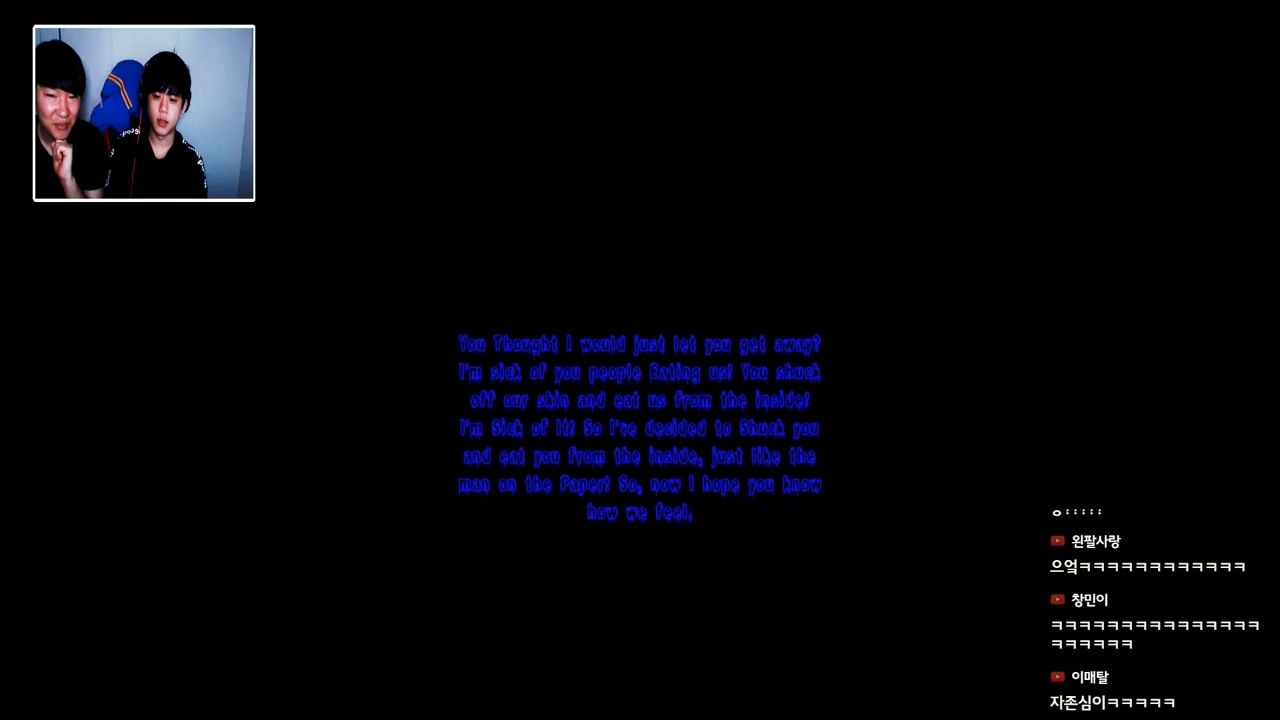 You Thought I would just let you get away?
I'm sick of you people Eating us! You shuck
off our skin and eat us from the inside!
I'm Sick of It! So I've decided to Shuck you
and eat you from the inside, just like the
man on the Paper! So, now I hope you know
how we feel.
왼팔사랑
으엌ㅋㅋㅋㅋㅋㅋㅋㅋㅋㅋㅋㅋ
창민이
ㅋㅋㅋㅋㅋㅋㅋㅋㅋㅋㅋㅋㅋㅋㅋ
ㅋㅋㅋㅋㅋㅋ
이매탈
자존심이ㅋㅋㅋㅋㅋ